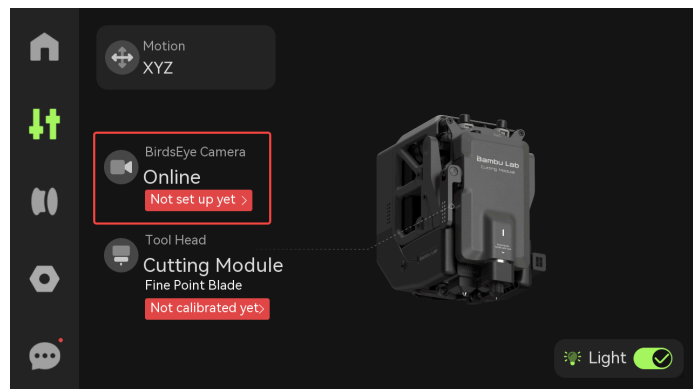 Motion
XYZ
BirdsEye Camera
Online
Not set up yet >
Tool Head
Cutting Module
Fine Point Blade
Not calibrated yet>
Bambu Lab
Cutting Module
Light